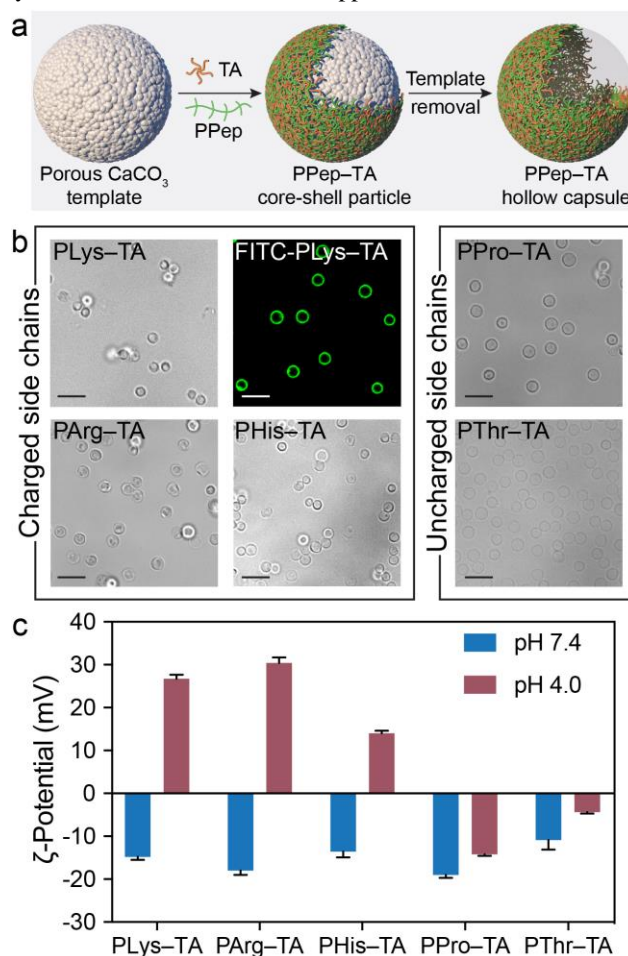 a
TA
PPep
Template
removal
Porous CaCO3
template
PPep–TA
core-shell particle
PPep–TA
hollow capsule
b
Charged side chains
PLys–TA
FITC-PLys–TA
PArg–TA
PHis–TA
Uncharged side chains
PPro–TA
PThr–TA
c
ζ-Potential (mV)
40
30
20
10
0
-10
-20
-30
pH 7.4
pH 4.0
PLys–TA PArg–TA PHis–TA PPro–TA PThr–TA